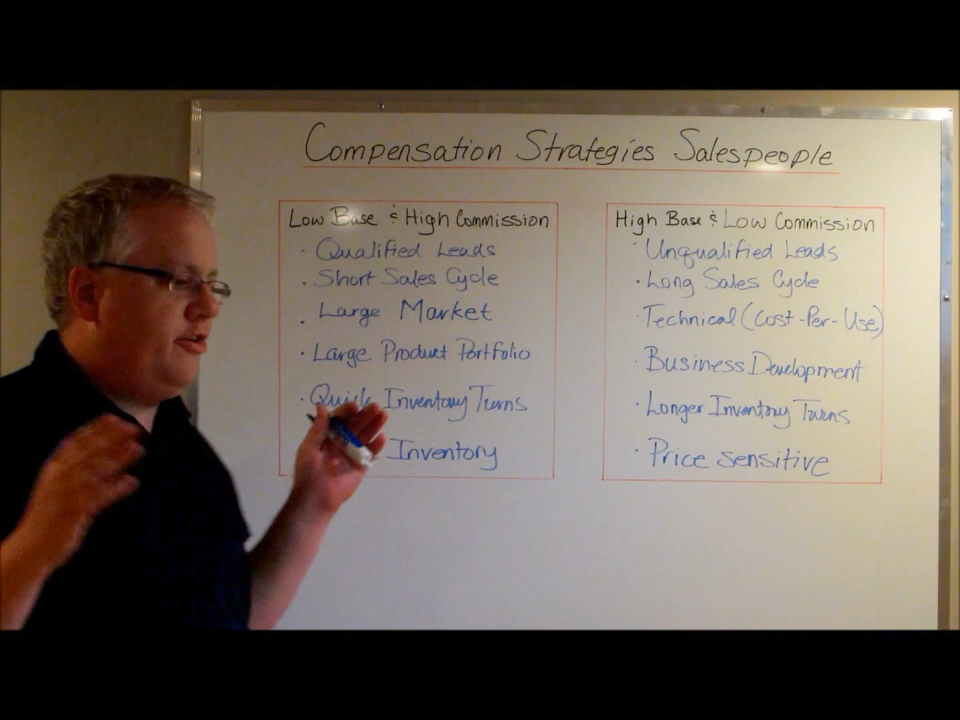 Compensation Strategies Salespeople
Low Base & High Commission
· Qualified Leads
· Short Sales Cycle
· Large Market
· Large Product Portfolio
· Quick Inventory Turns
Inventory
High Base & Low Commission
· Unqualified Leads
· Long Sales Cycle
· Technical (Cost-Per-Use)
· Business Development
· Longer Inventory Turns
· Price Sensitive